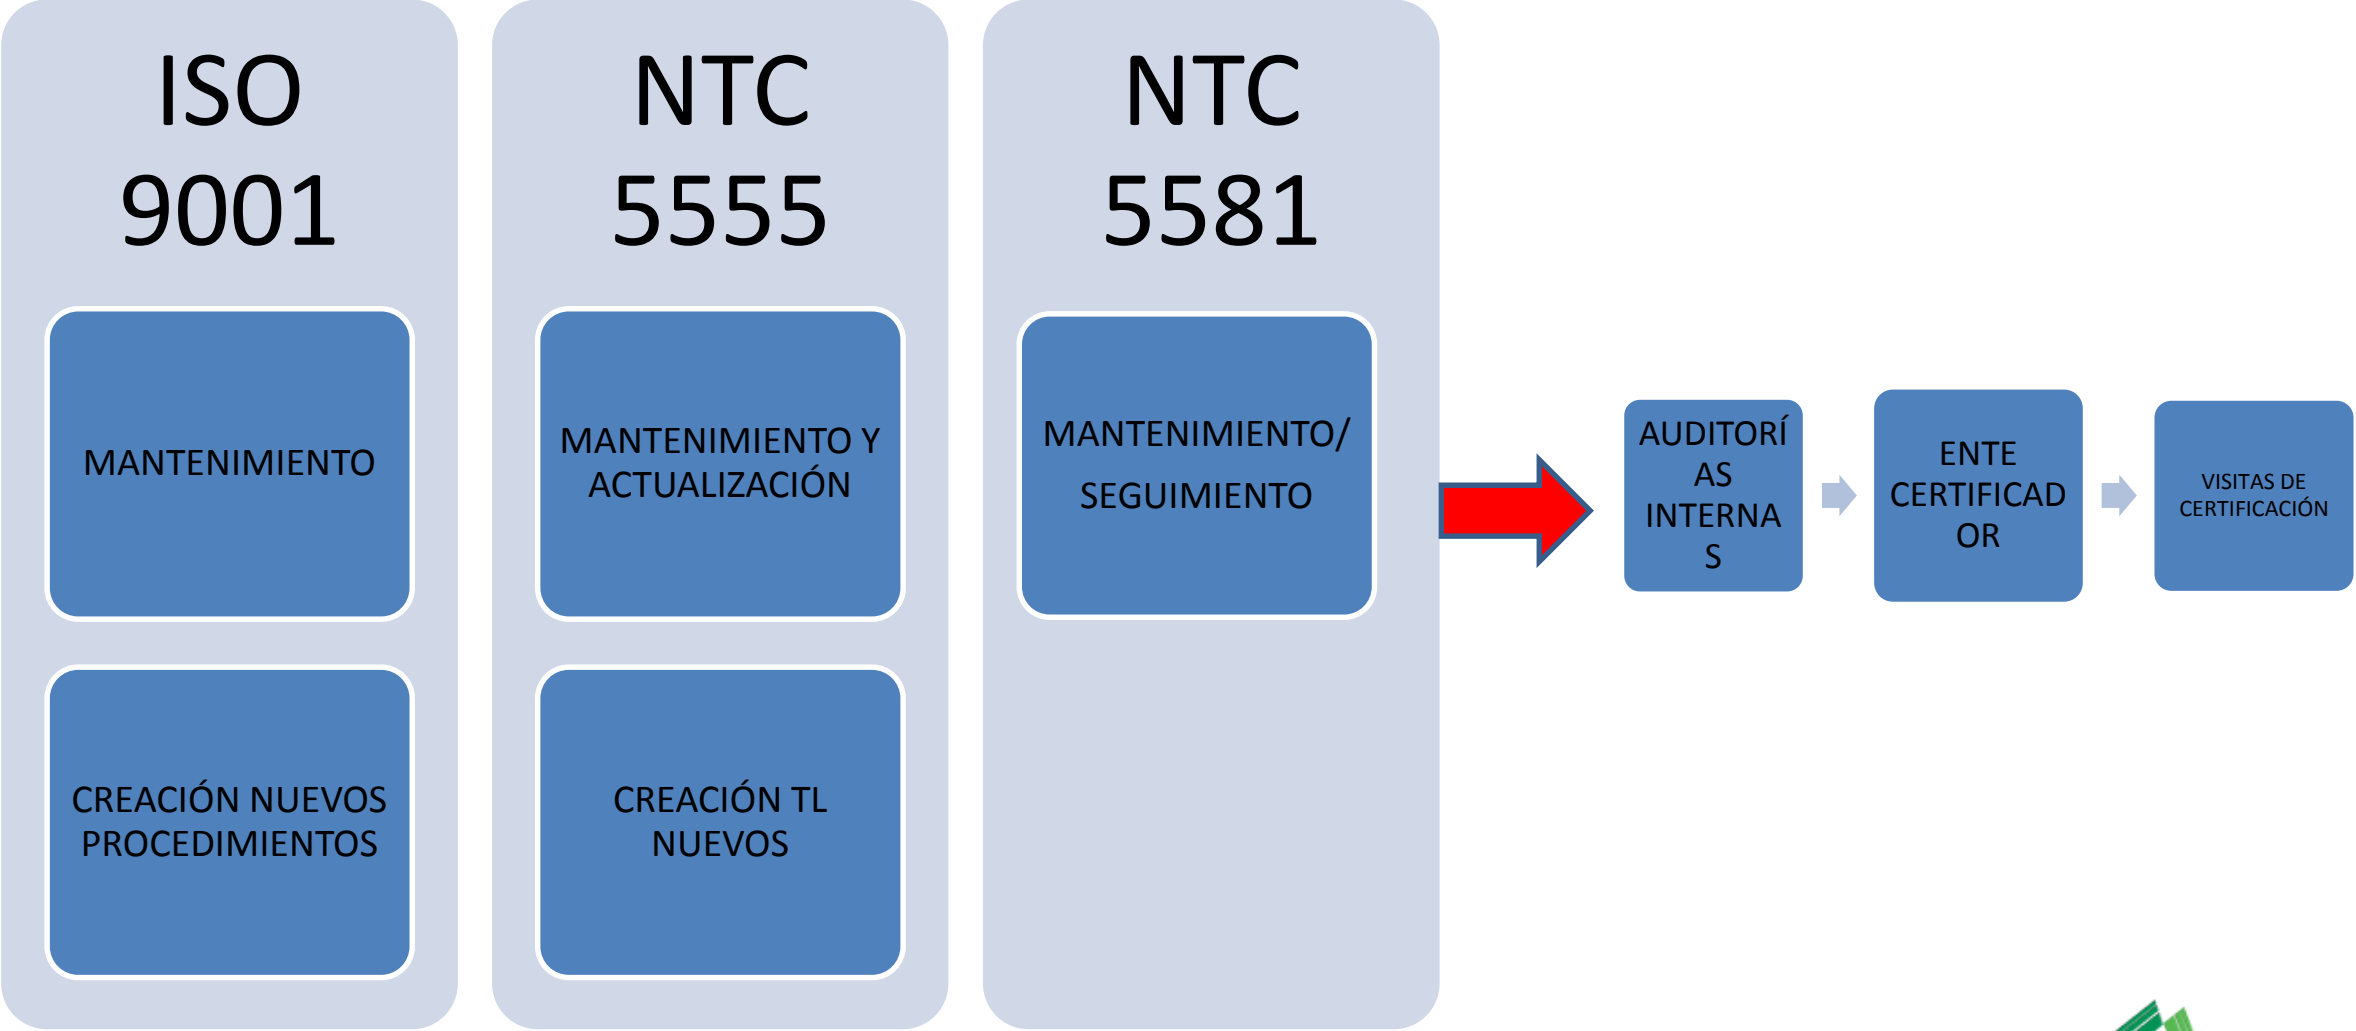 ISO
9001
MANTENIMIENTO
CREACIÓN NUEVOS
PROCEDIMIENTOS
NTC
5555
MANTENIMIENTO Y
ACTUALIZACIÓN
CREACIÓN TL
NUEVOS
NTC
5581
MANTENIMIENTO/
SEGUIMIENTO
AUDITORÍ
AS
INTERNA
S
ENTE
CERTIFICAD
OR
VISITAS DE
CERTIFICACIÓN